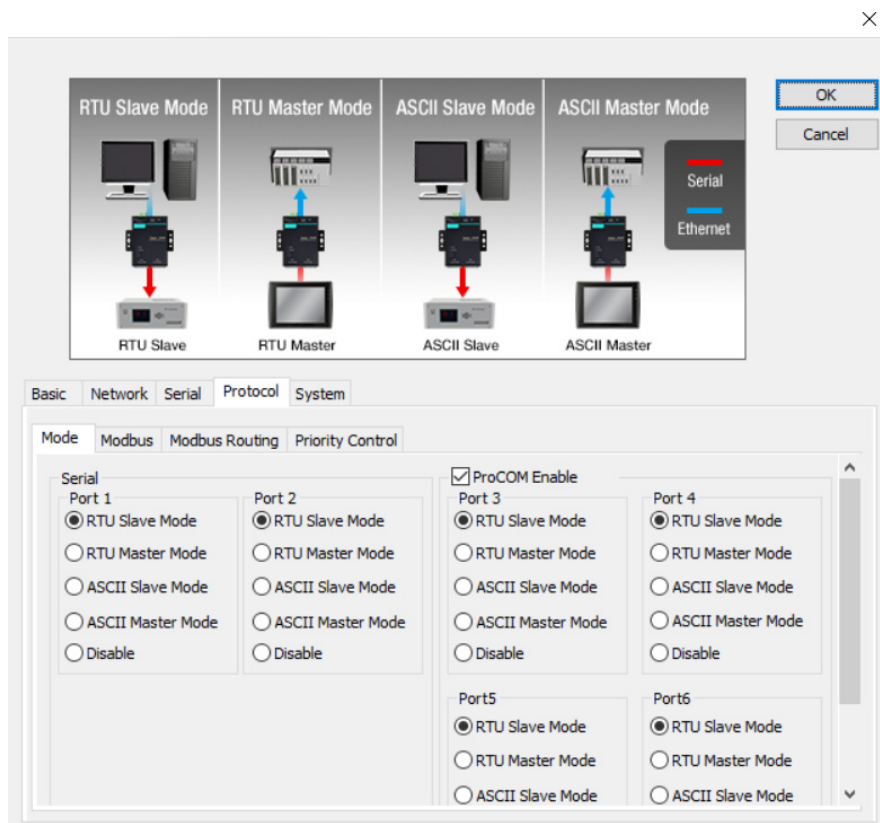 RTU Slave Mode RTU Master Mode ASCII Slave Mode ASCII Master Mode
Serial
Ethernet
RTU Slave RTU Master ASCII Slave ASCII Master
OK
Cancel
Basic Network Serial Protocol System
Mode Modbus Modbus Routing Priority Control
Serial
Port 1
RTU Slave Mode
RTU Master Mode
ASCII Slave Mode
ASCII Master Mode
Disable
Port 2
RTU Slave Mode
RTU Master Mode
ASCII Slave Mode
ASCII Master Mode
Disable
ProCOM Enable
Port 3
RTU Slave Mode
RTU Master Mode
ASCII Slave Mode
ASCII Master Mode
Disable
Port 4
RTU Slave Mode
RTU Master Mode
ASCII Slave Mode
ASCII Master Mode
Disable
Port5
RTU Slave Mode
RTU Master Mode
ASCII Slave Mode
Port6
RTU Slave Mode
RTU Master Mode
ASCII Slave Mode